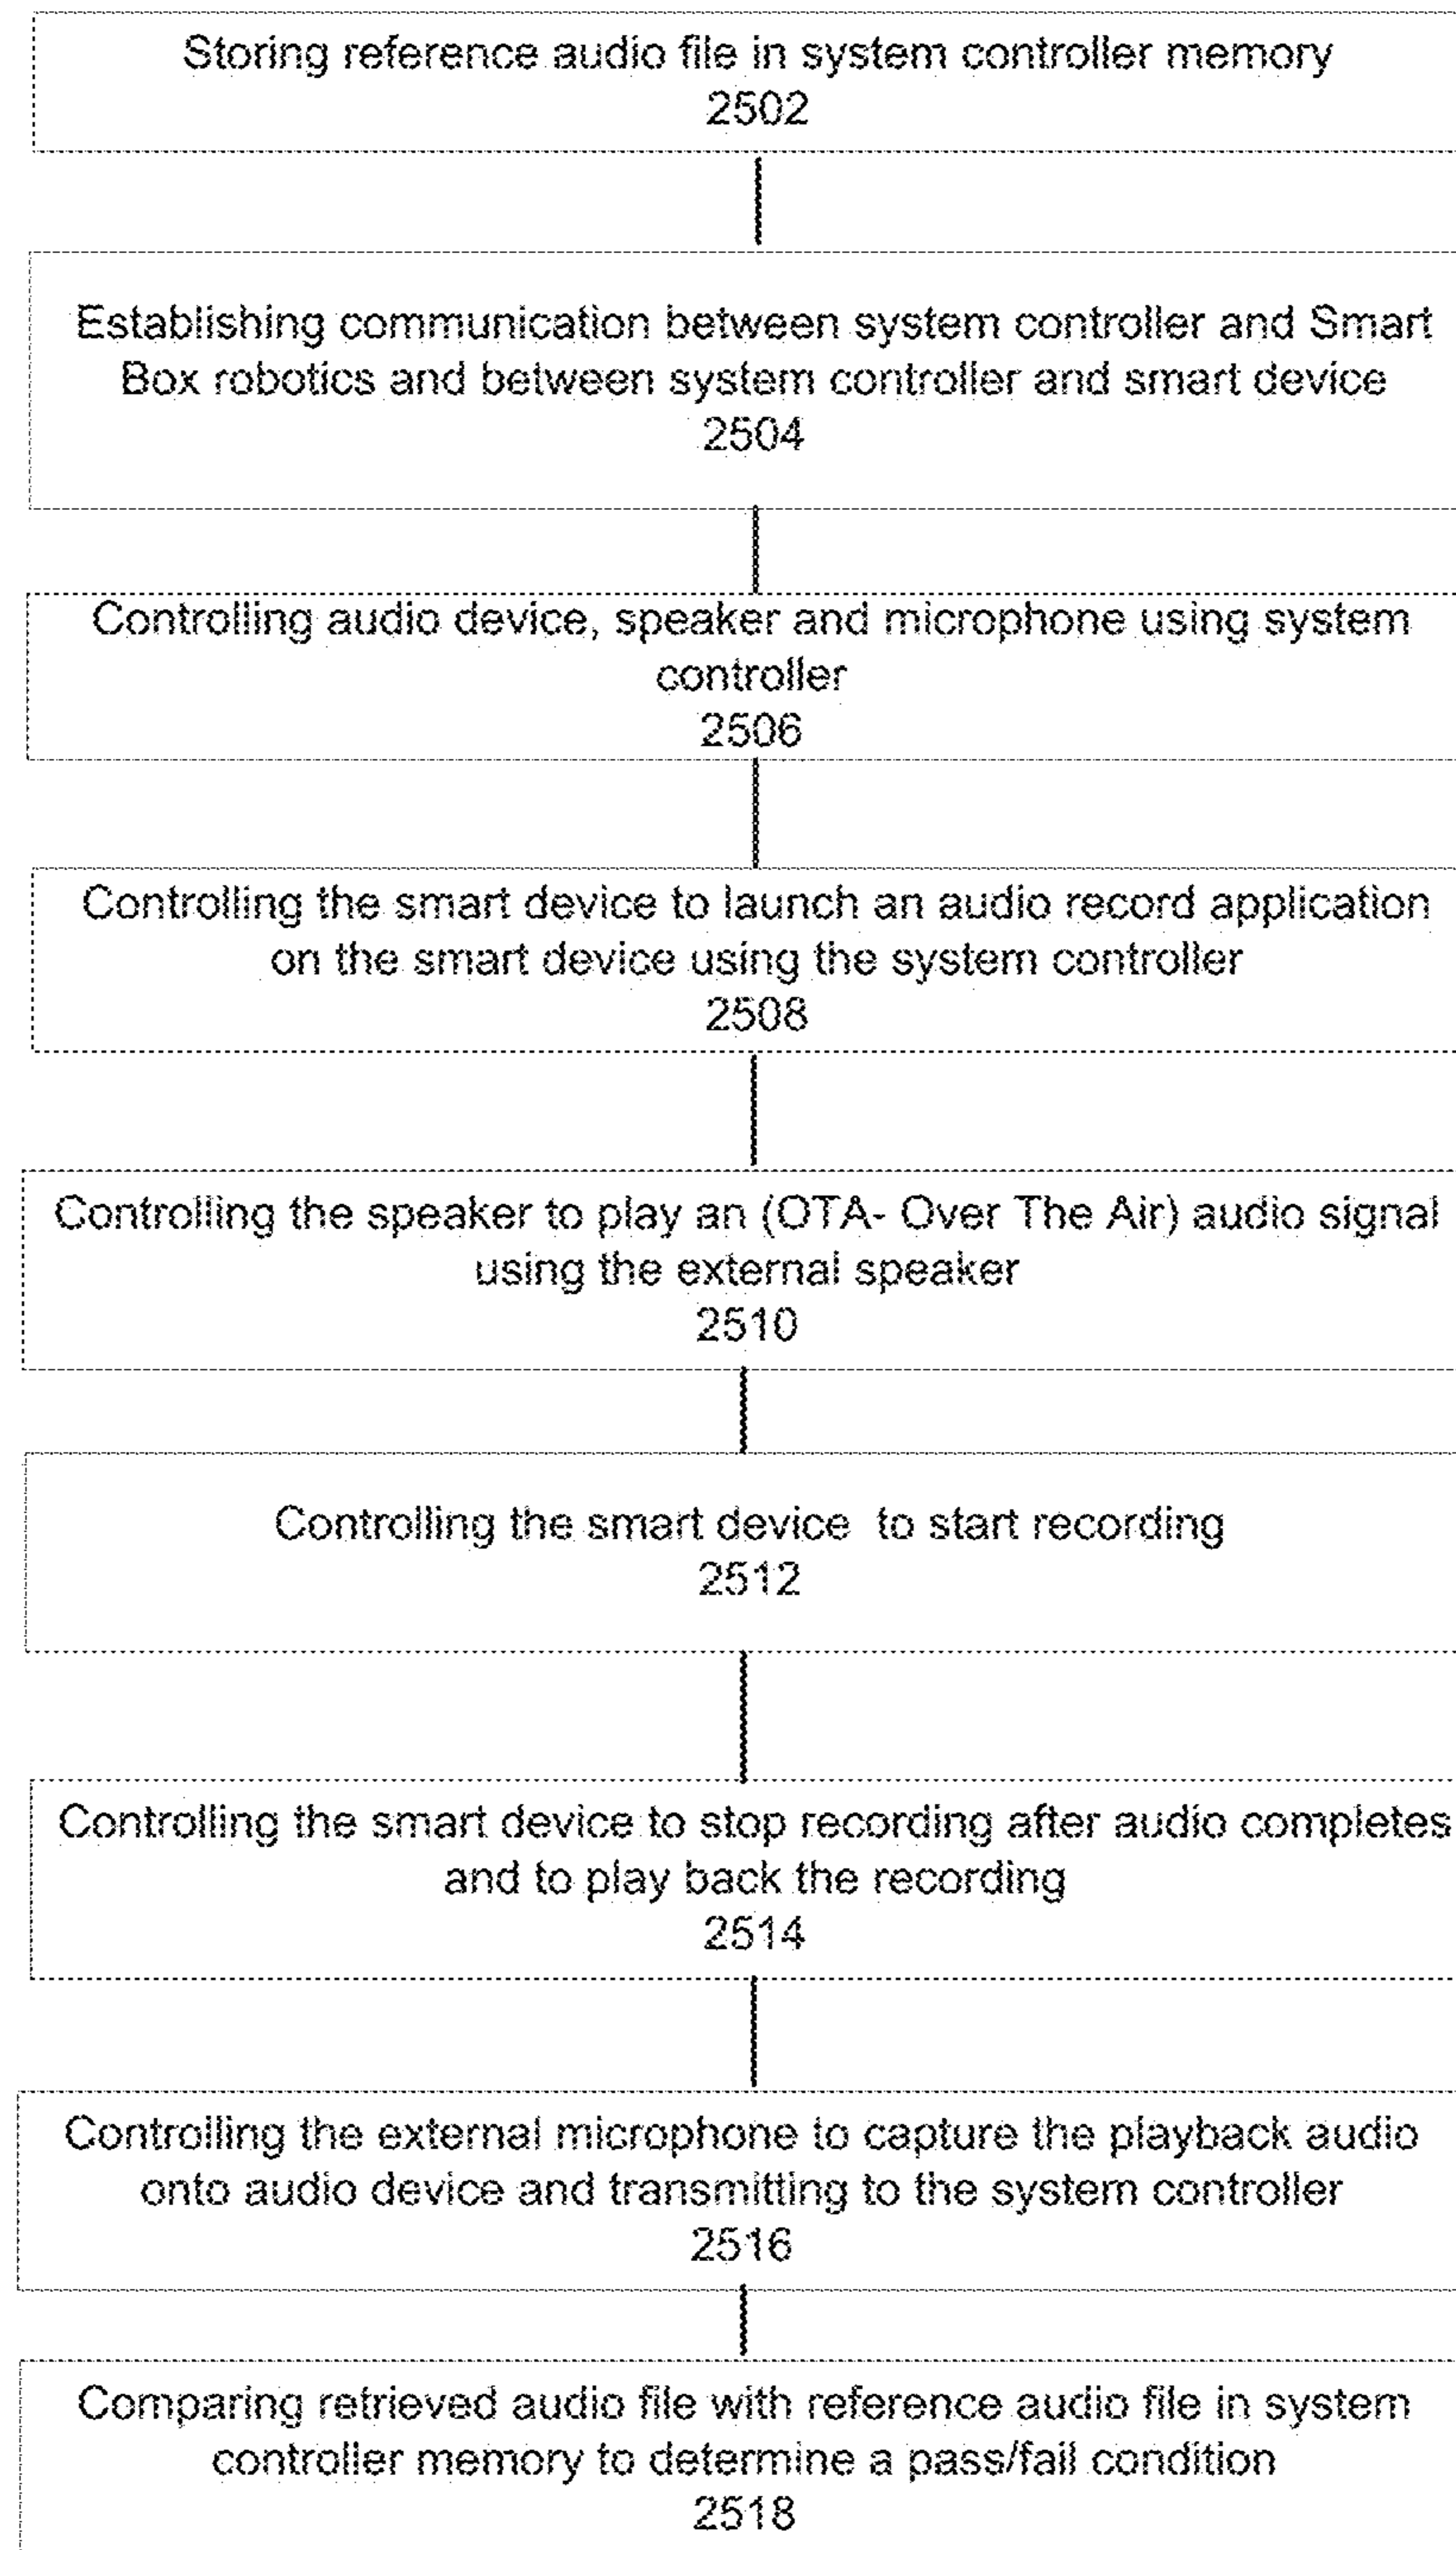 Storing reference audio file in system controller memory
2502
Establishing communication between system controller and Smart
Box robotics and between system controller and smart device
2504
Controlling audio device, speaker and microphone using system
controller
2506
Controlling the smart device to launch an audio record application
on the smart device using the system controller
2508
Controlling the speaker to play an (OTA- Over The Air) audio signal
using the external speaker
2510
Controlling the smart device to start recording
2512
Controlling the smart device to stop recording after audio completes
and to play back the recording
2514
Controlling the external microphone to capture the playback audio
onto audio device and transmitting to the system controller
2516
Comparing retrieved audio file with reference audio file in system
controller memory to determine a pass/fail condition
2518